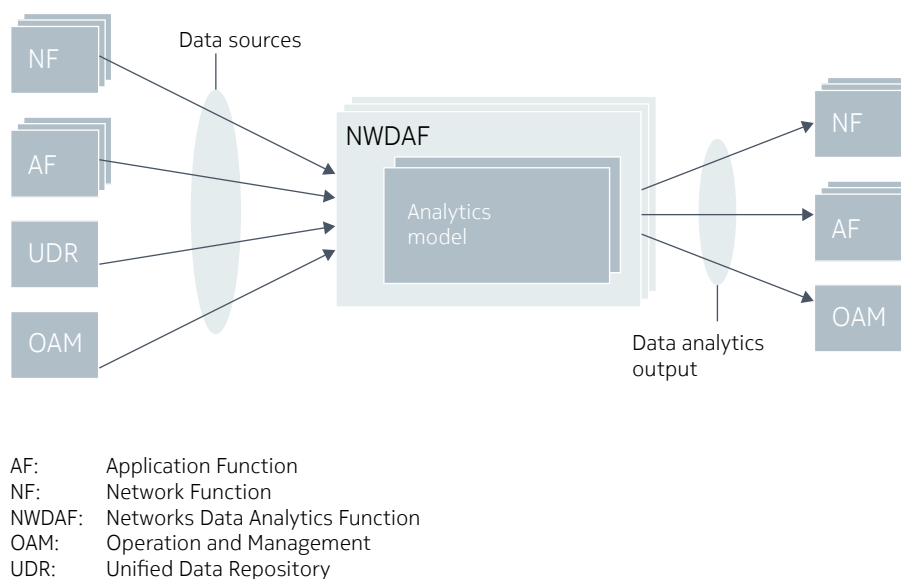 Data sources
NF
AF
UDR
OAM
NWDAF
Analytics
model
NF
AF
OAM
Data analytics
output
AF: Application Function
NF: Network Function
NWDAF: Networks Data Analytics Function
OAM: Operation and Management
UDR: Unified Data Repository